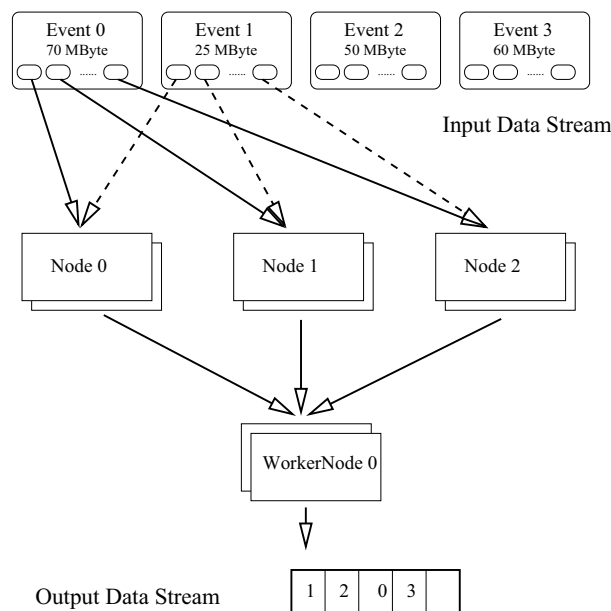 Event 0
70 MByte
.....
Event 1
25 MByte
.....
Event 2
50 MByte
.....
Event 3
60 MByte
.....
Input Data Stream
Node 0
Node 1
Node 2
WorkerNode 0
Output Data Stream
1 2 0 3